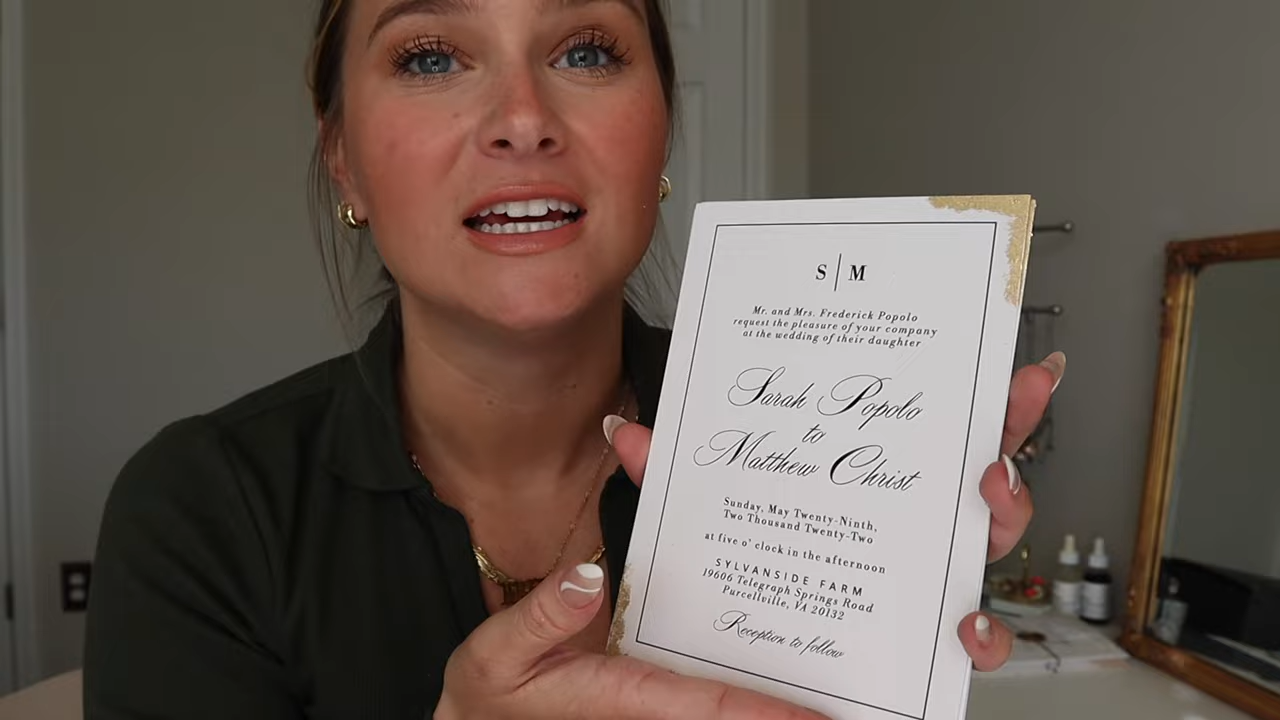 S | M
Mr. and Mrs. Frederick Popolo
request the pleasure of your company
at the wedding of their daughter
Sarah Popolo
to
Matthew Christ
Sunday, May Twenty-Ninth,
Two Thousand Twenty-Two
at five o' clock in the afternoon
SYLVANSIDE FARM
19606 Telegraph Springs Road
Purcellville, VA 20132
Reception to follow